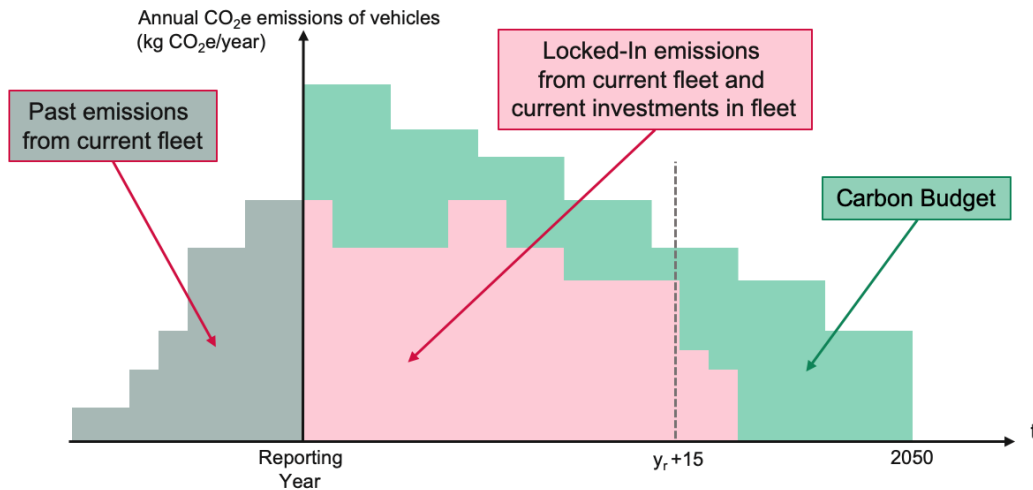 Annual CO₂e emissions of vehicles
(kg CO₂e/year)
Locked-In emissions
from current fleet and
current investments in fleet
Past emissions
from current fleet
Carbon Budget
t
Reporting
Year
yᵣ +15
2050